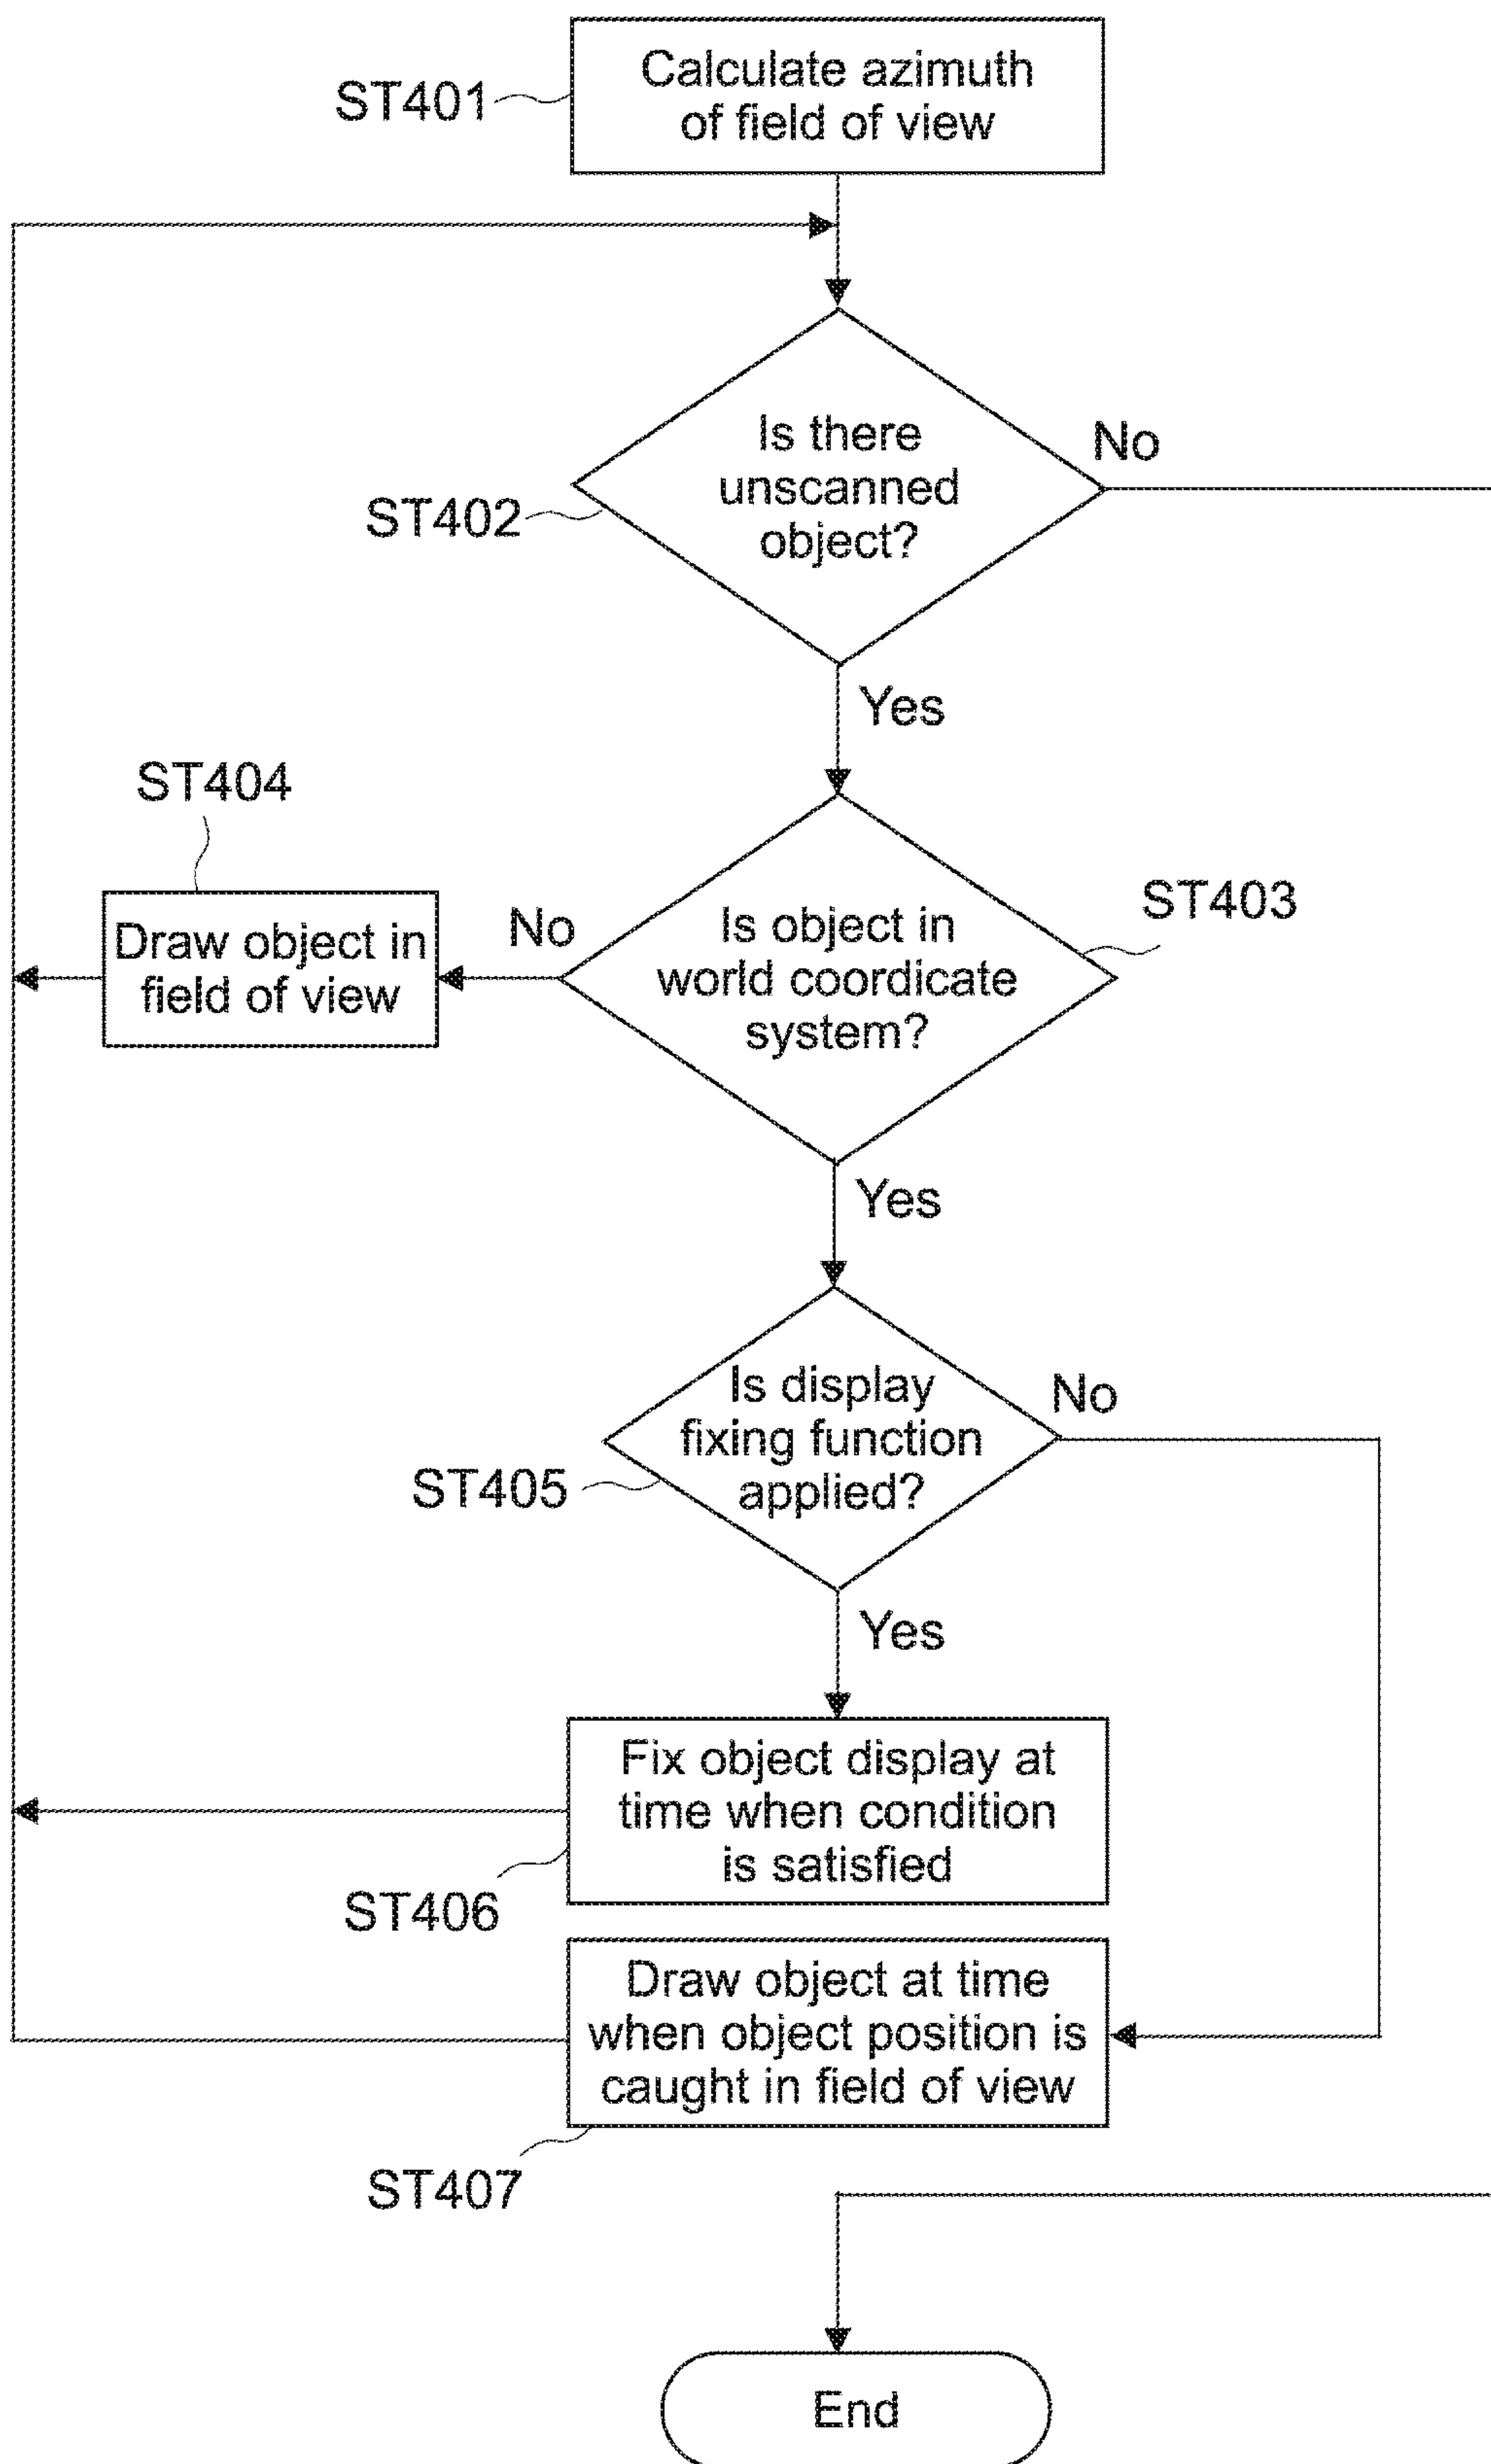 Calculate azimuth
of field of view
ST401
Is there
unscanned
object?
No
ST402
Yes
ST404
Draw object in
field of view
No
Is object in
world coordicate
system?
ST403
Yes
Is display
fixing function
applied?
No
ST405
Yes
Fix object display at
time when condition
is satisfied
ST406
Draw object at time
when object position is
caught in field of view
ST407
End